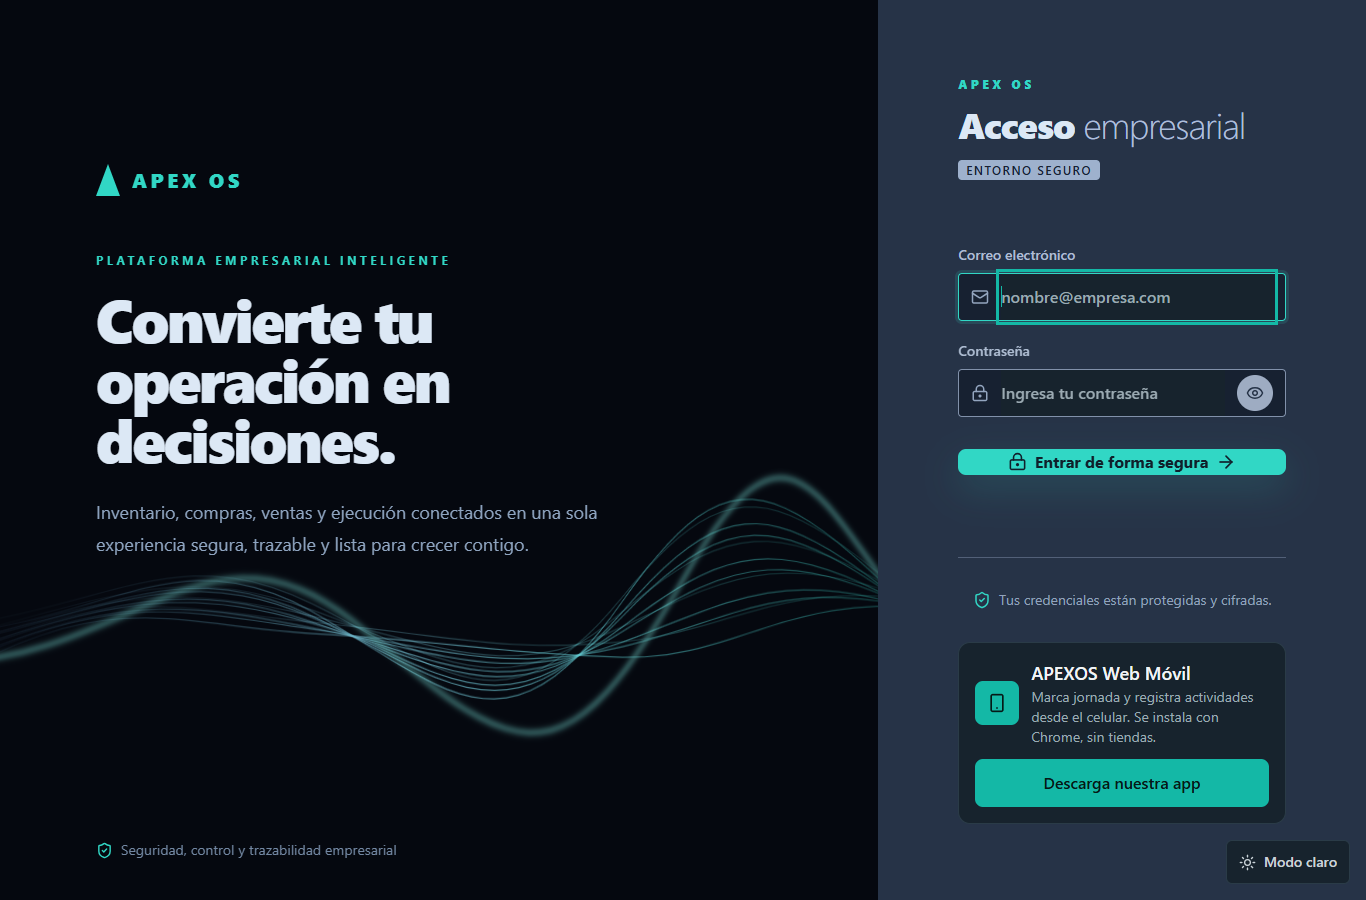 APEX OS
PLATAFORMA EMPRESARIAL INTELIGENTE
Convierte tu
operación en
decisiones.
Inventario, compras, ventas y ejecución conectados en una sola
experiencia segura, trazable y lista para crecer contigo.
Seguridad, control y trazabilidad empresarial
APEX OS
Acceso empresarial
ENTORNO SEGURO
Correo electrónico
nombre@empresa.com
Contraseña
Ingresa tu contraseña
Entrar de forma segura
Tus credenciales están protegidas y cifradas.
APEXOS Web Móvil
Marca jornada y registra actividades
desde el celular. Se instala con
Chrome, sin tiendas.
Descarga nuestra app
Modo claro